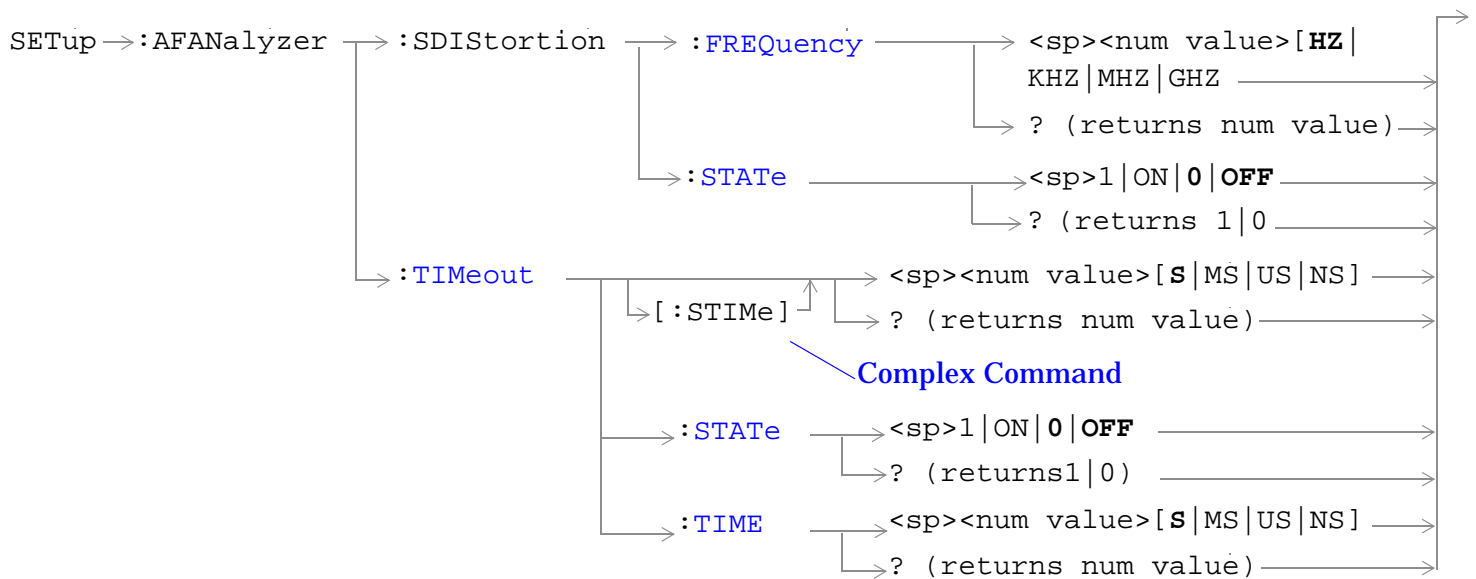 SETup :AFANalyzer :SDIStortion :FREQuency <sp><num value>[HZ|
KHZ|MHZ|GHZ
? (returns num value)
:STATe <sp>1|ON|0|OFF
? (returns 1|0
:TIMeout <sp><num value>[S|MS|US|NS]
[:STIMe] ? (returns num value)
Complex Command
:STATe <sp>1|ON|0|OFF
? (returns1|0)
:TIME <sp><num value>[S|MS|US|NS]
? (returns num value)